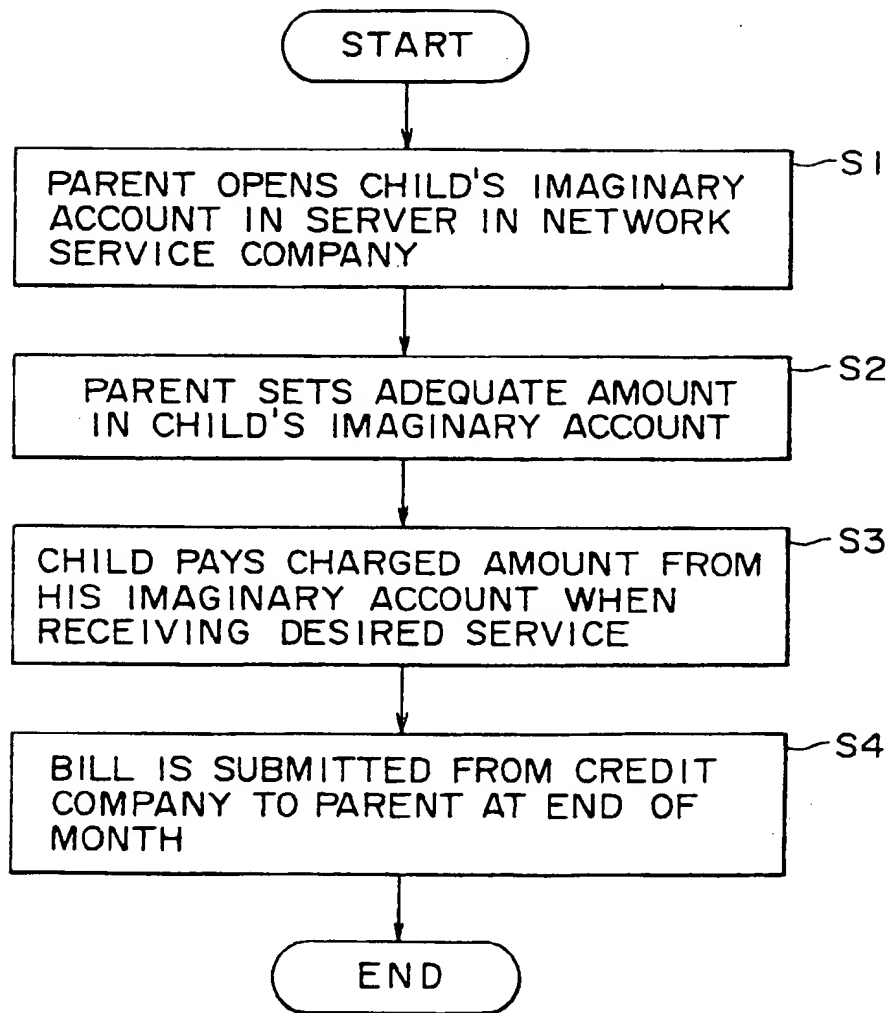 START
S1
PARENT OPENS CHILD'S IMAGINARY
ACCOUNT IN SERVER IN NETWORK
SERVICE COMPANY
S2
PARENT SETS ADEQUATE AMOUNT
IN CHILD'S IMAGINARY ACCOUNT
S3
CHILD PAYS CHARGED AMOUNT FROM
HIS IMAGINARY ACCOUNT WHEN
RECEIVING DESIRED SERVICE
S4
BILL IS SUBMITTED FROM CREDIT
COMPANY TO PARENT AT END OF
MONTH
END